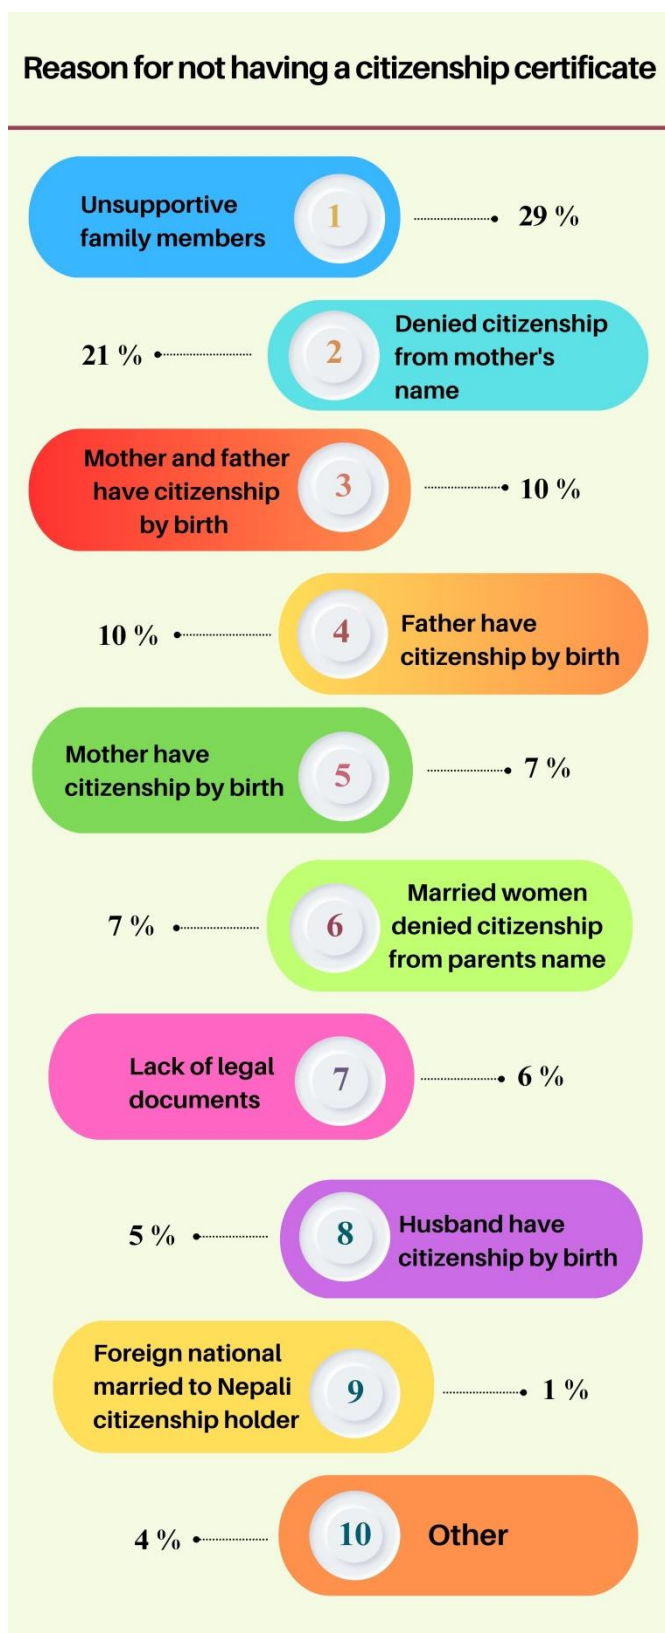 Reason for not having a citizenship certificate
Unsupportive
family members
1
29 %
21 %
2
Denied citizenship
from mother's
name
Mother and father
have citizenship
by birth
3
10 %
10 %
4
Father have
citizenship by birth
Mother have
citizenship by birth
5
7 %
7 %
6
Married women
denied citizenship
from parents name
Lack of legal
documents
7
6 %
5 %
8
Husband have
citizenship by birth
Foreign national
married to Nepali
citizenship holder
9
1 %
4 %
10
Other